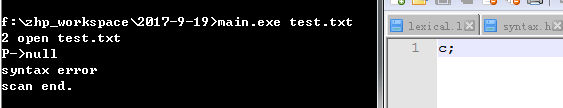 f:\zhp_workspace\2017-9-19>main.exe test.txt
2 open test.txt
P->null
syntax error
scan end.
lexical.l
syntax.h
1 c;